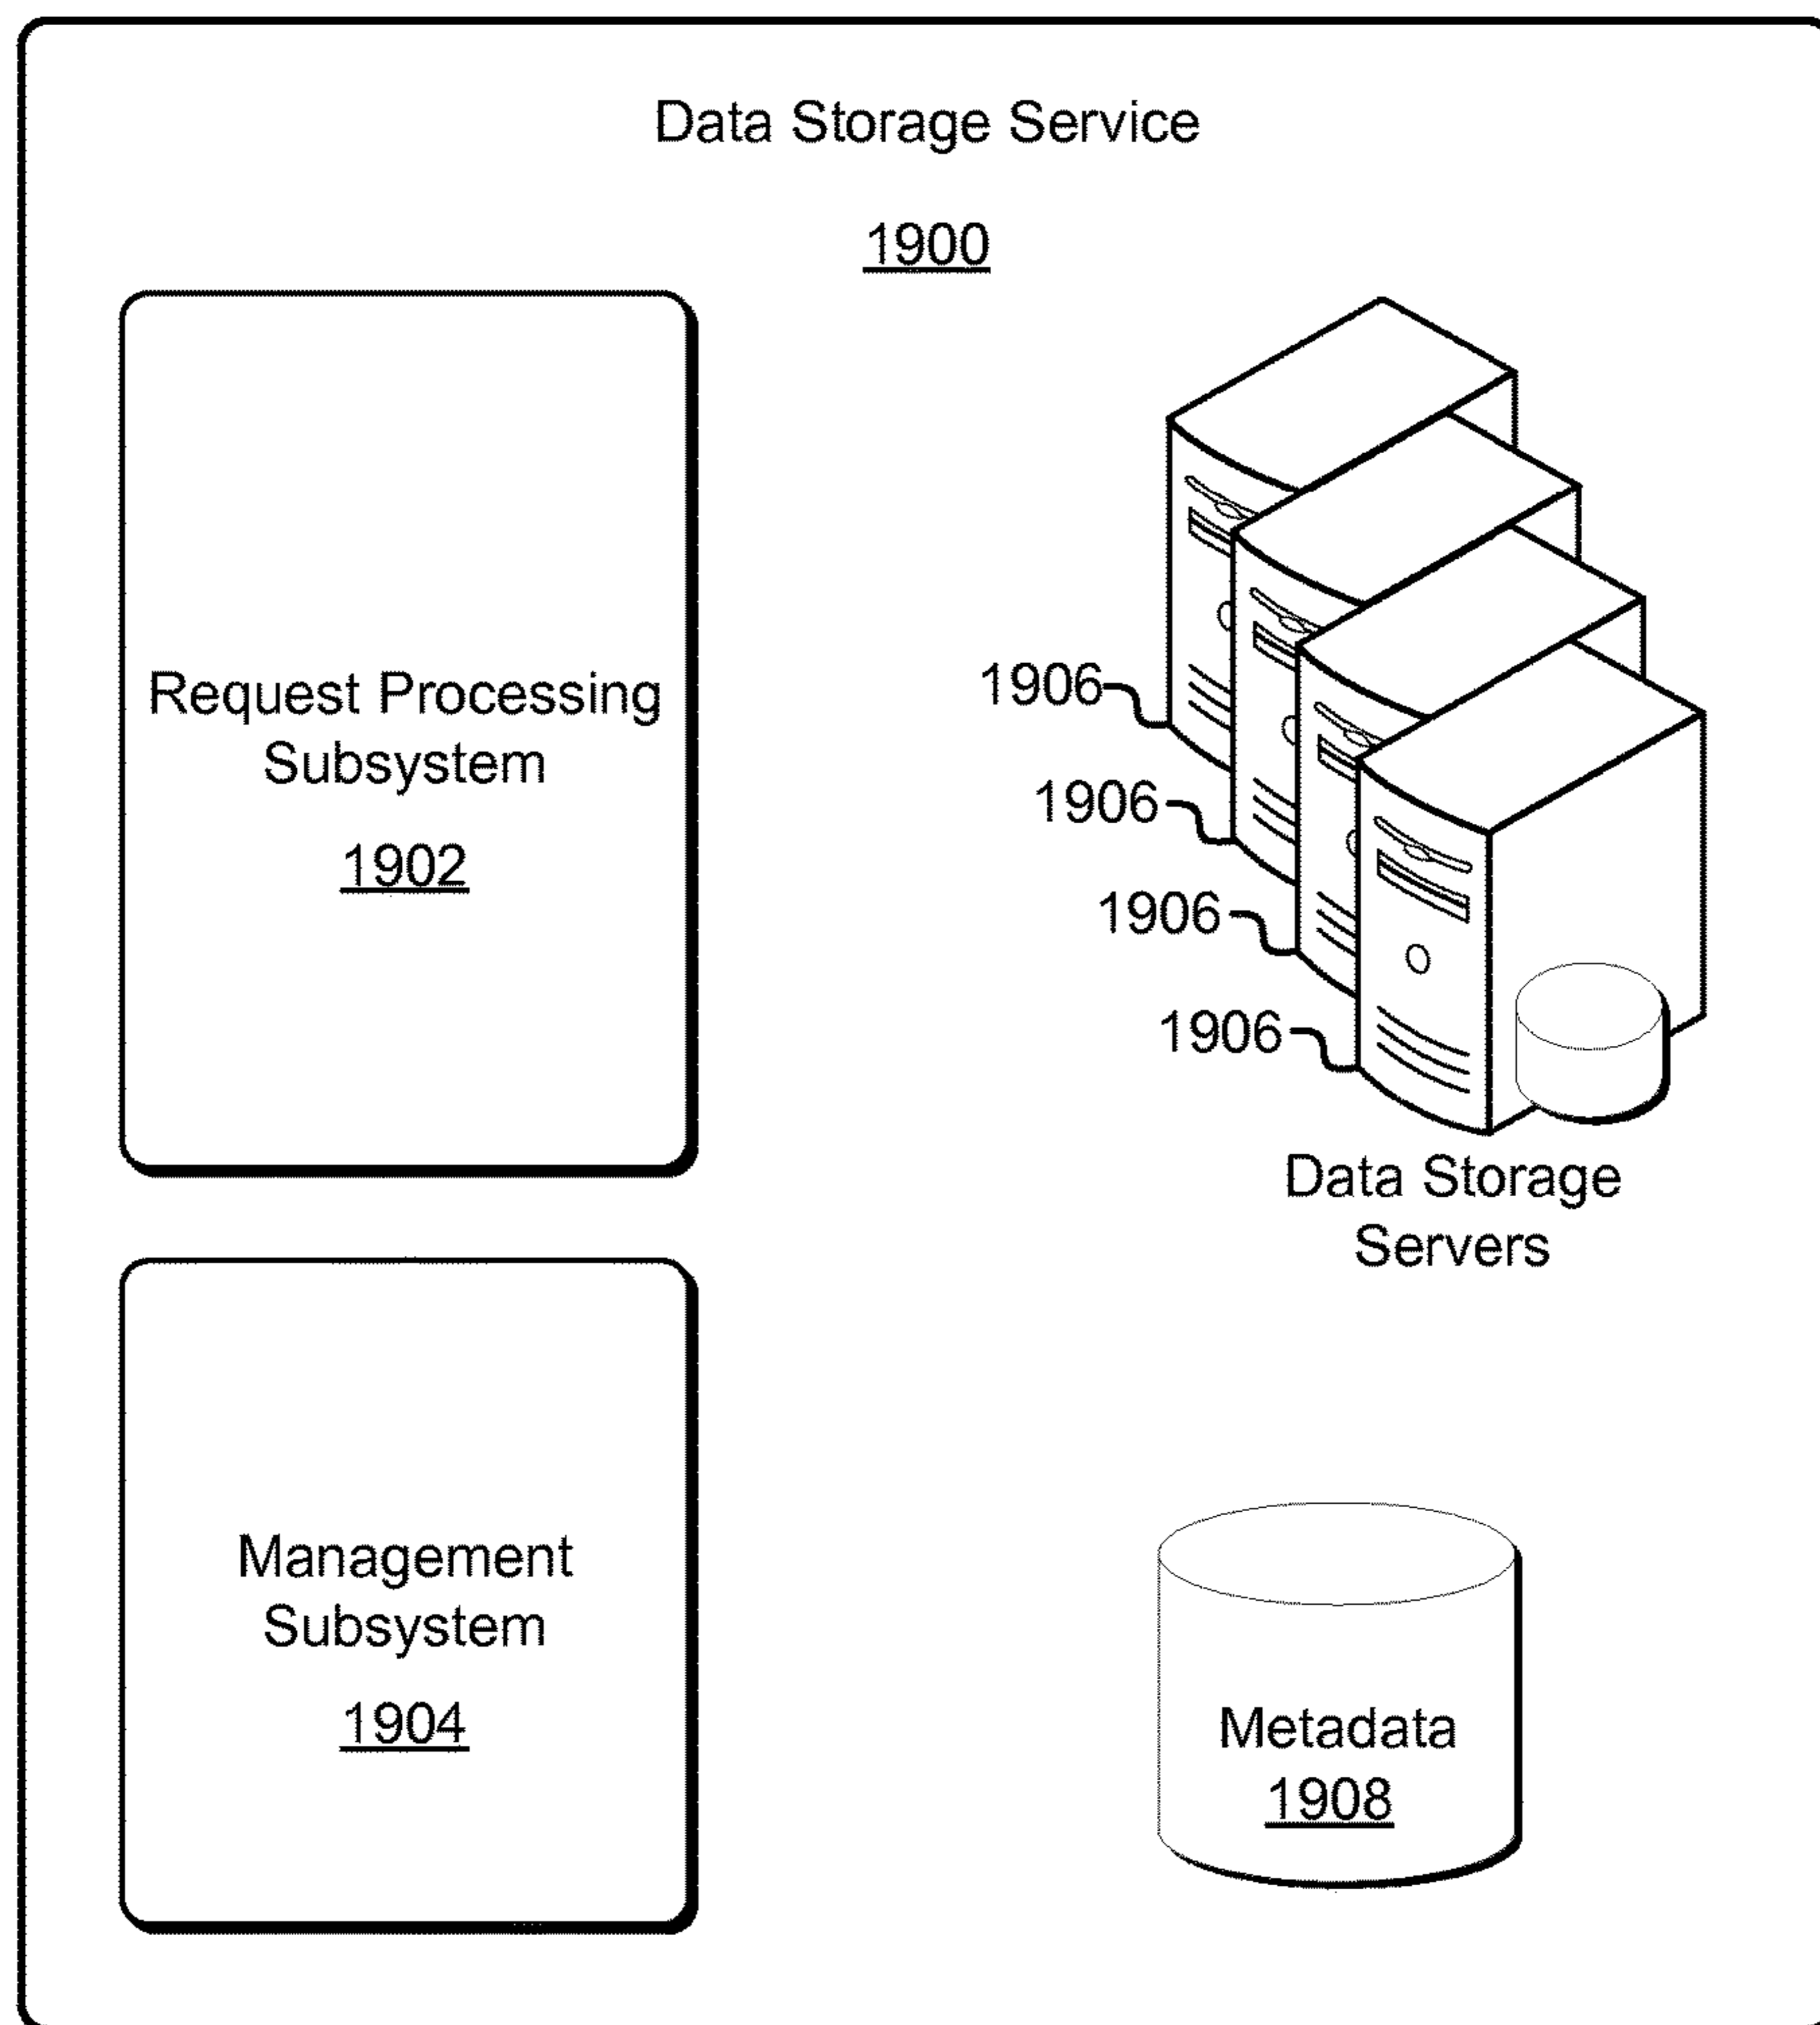 Data Storage Service
1900
Request Processing
Subsystem
1902
1906
1906
1906
1906
Data Storage
Servers
Management
Subsystem
1904
Metadata
1908